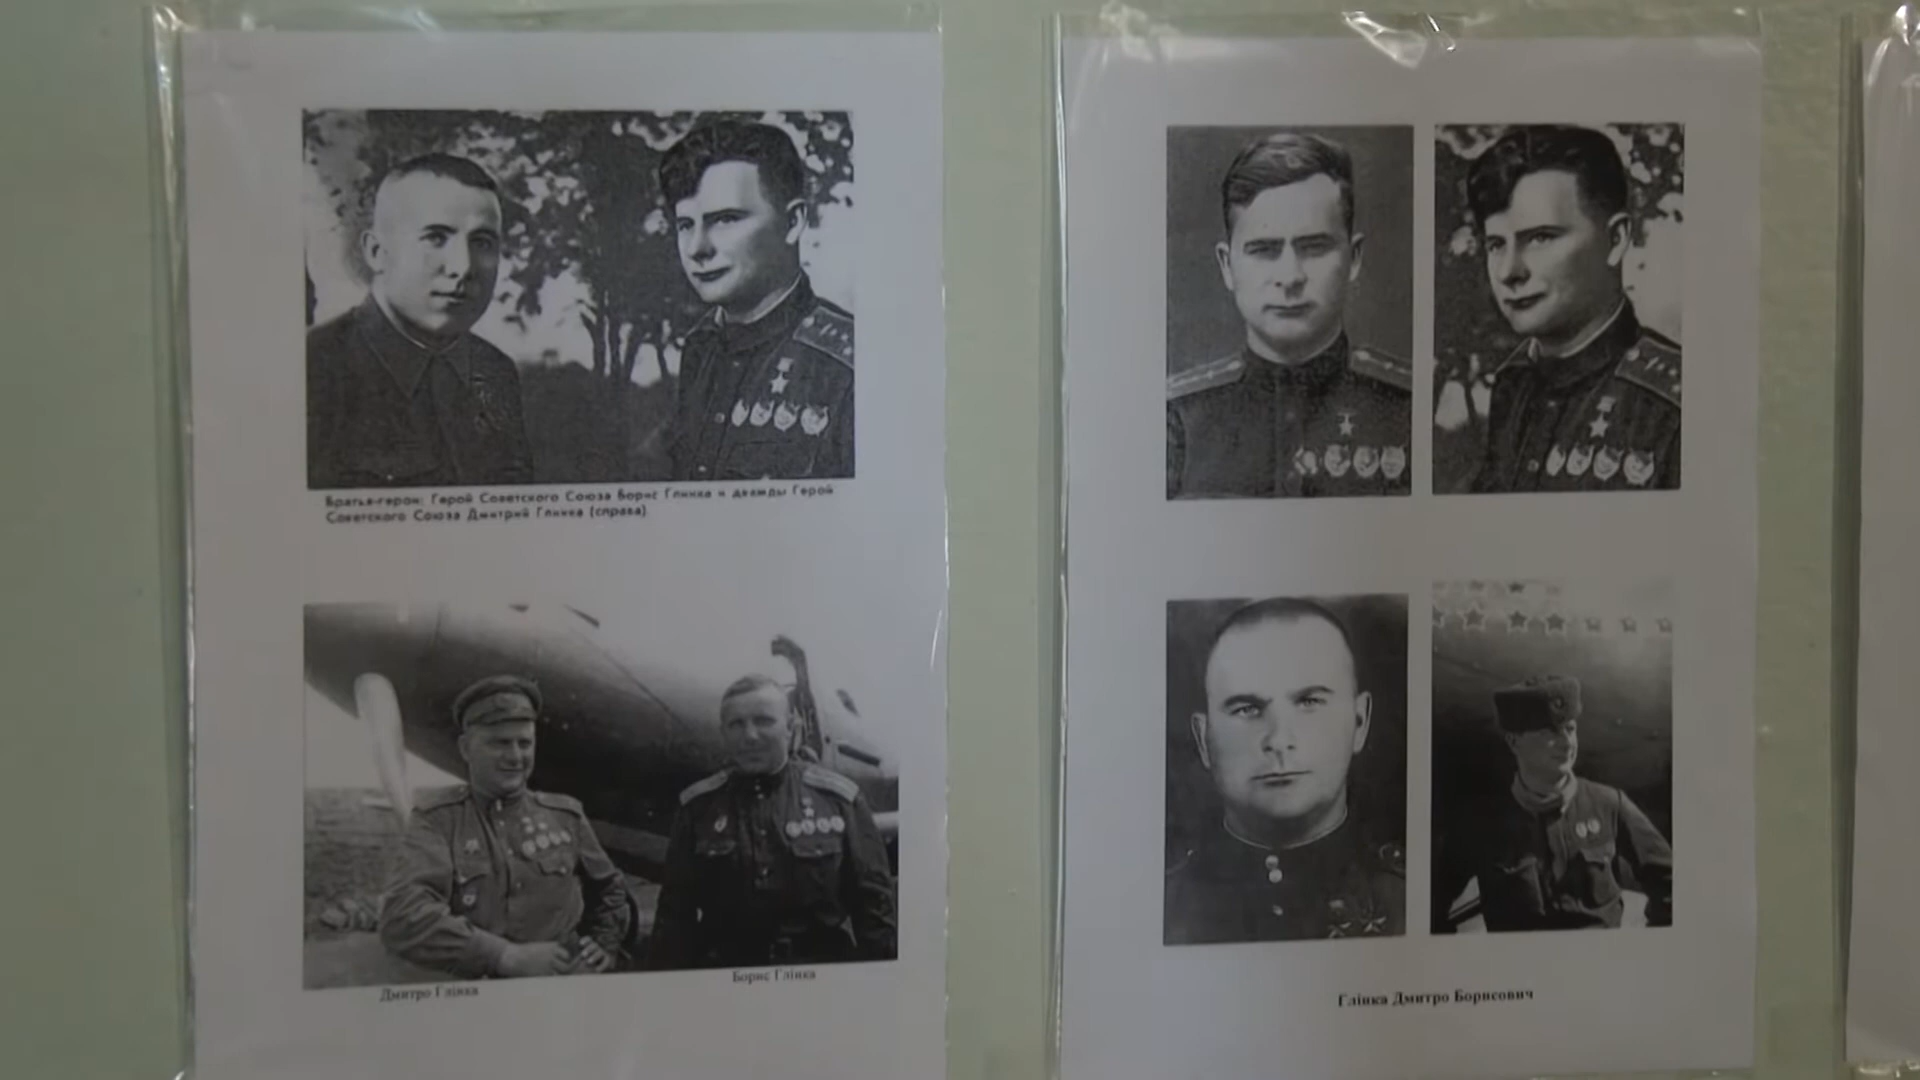 Братья-герои: Герой Советского Союза Борис Глинка и дважды Герой
Советского Союза Дмитрий Глинка (справа).
Дмитро Глінка
Борис Глінка
Глінка Дмитро Борисович